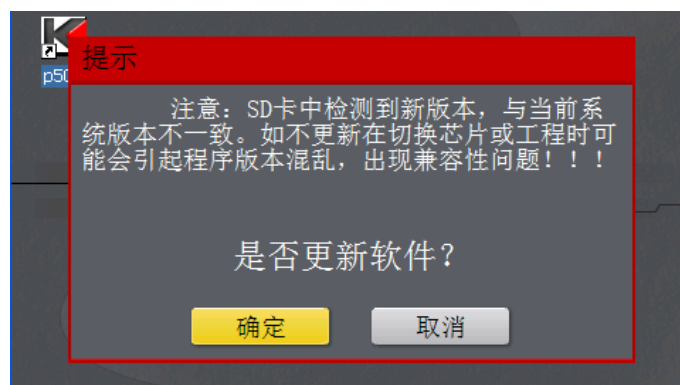 p50
提示
注意：SD卡中检测到新版本，与当前系
统版本不一致。如不更新在切换芯片或工程时可
能会引起程序版本混乱，出现兼容性问题！！！
是否更新软件？
确定
取消